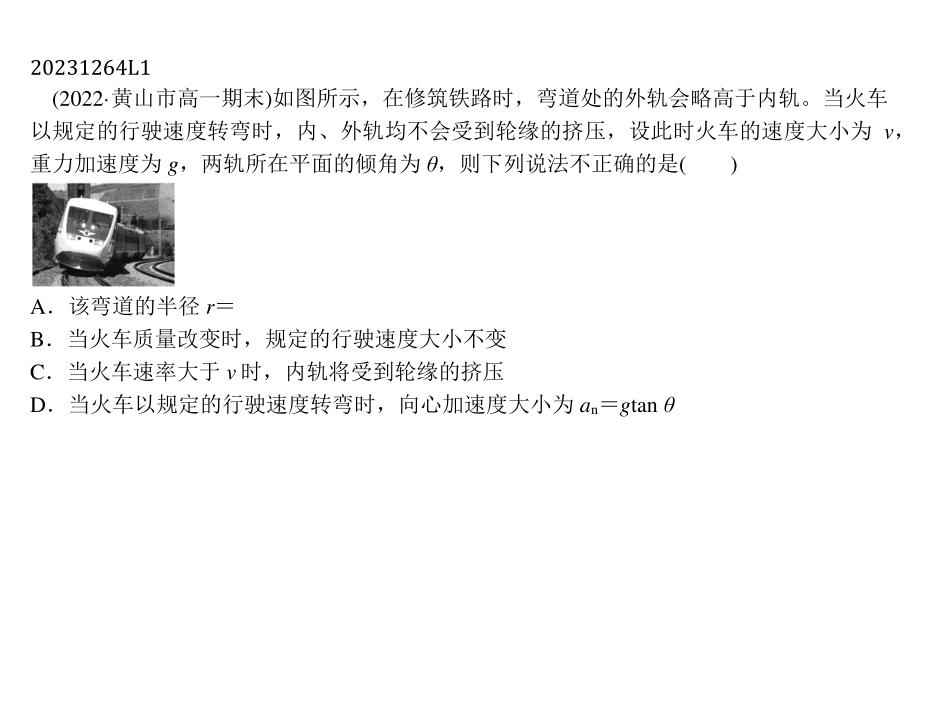 20231264L1
(2022·黄山市高一期末)如图所示，在修筑铁路时，弯道处的外轨会略高于内轨。当火车
以规定的行驶速度转弯时，内、外轨均不会受到轮缘的挤压，设此时火车的速度大小为 v，
重力加速度为 g，两轨所在平面的倾角为 θ，则下列说法不正确的是(　　)
A．该弯道的半径 r＝
B．当火车质量改变时，规定的行驶速度大小不变
C．当火车速率大于 v 时，内轨将受到轮缘的挤压
D．当火车以规定的行驶速度转弯时，向心加速度大小为 aₙ＝gtan θ